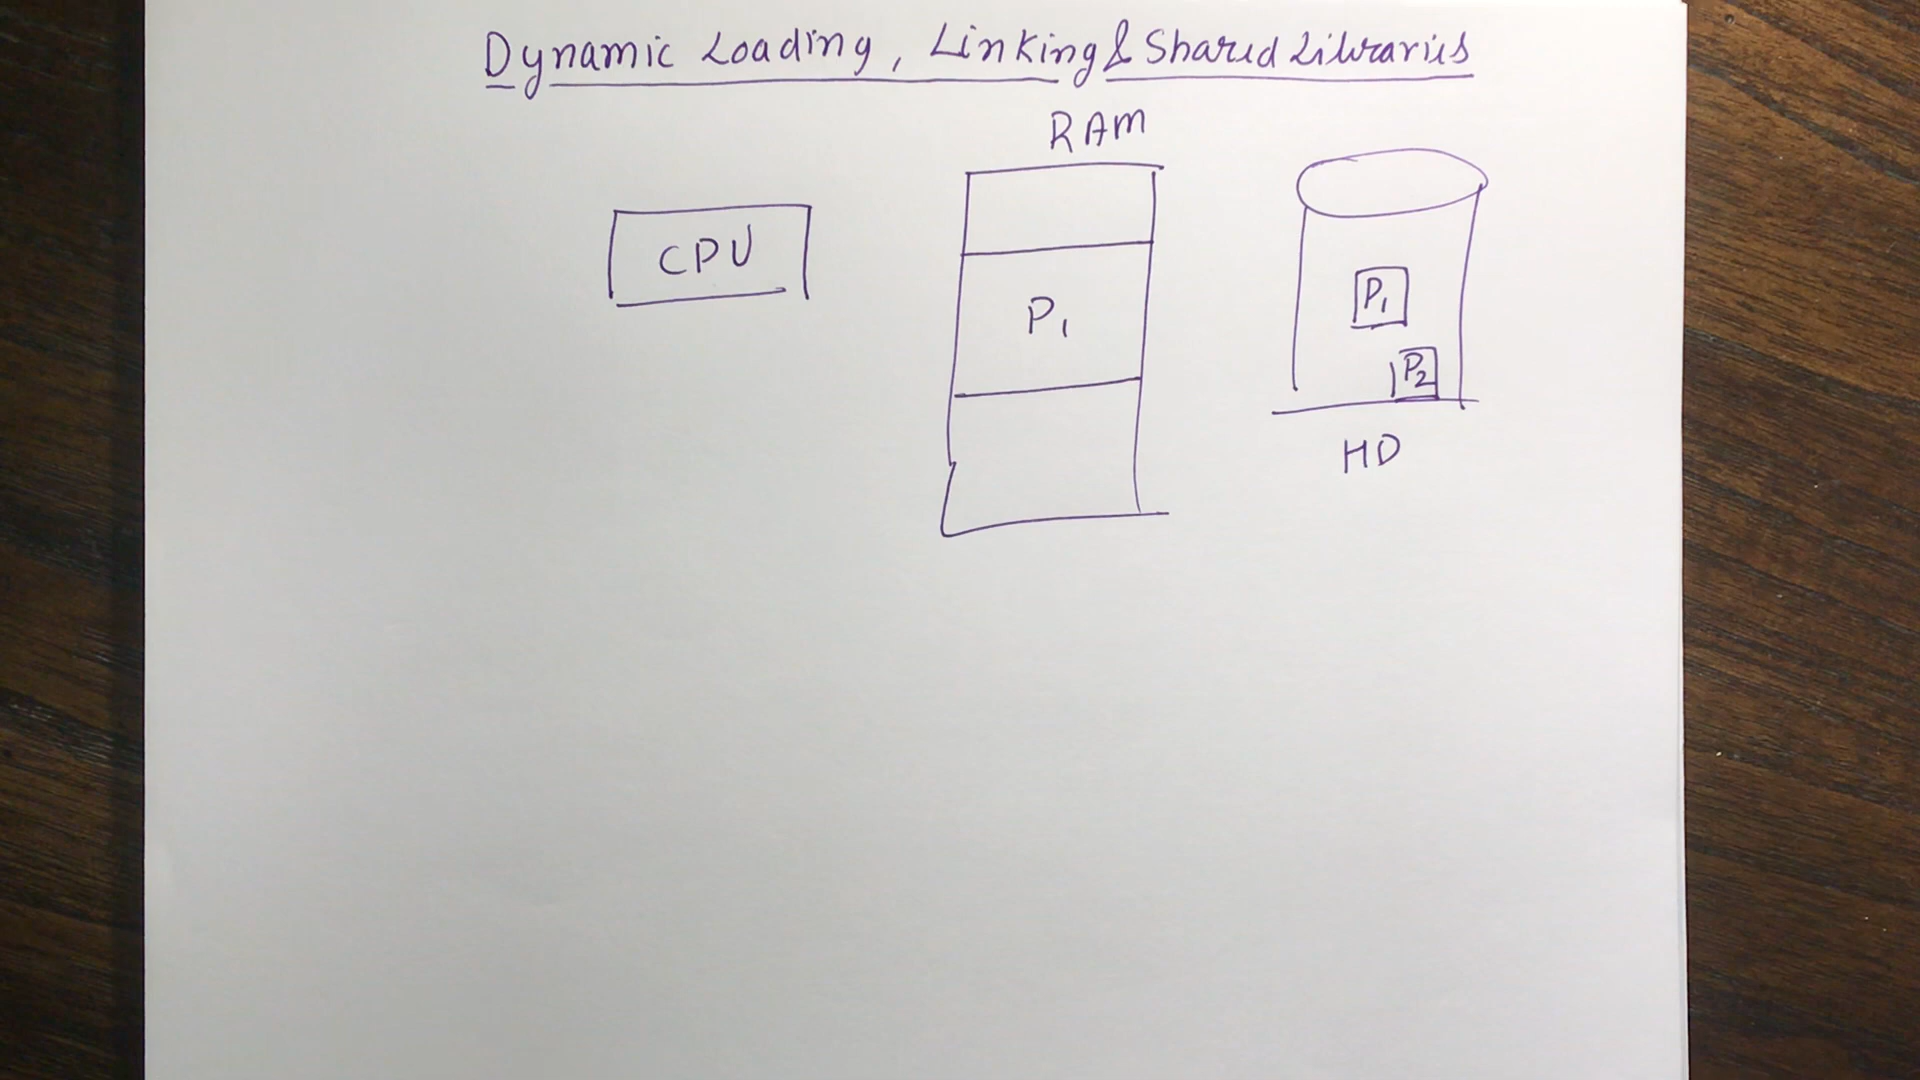 Dynamic Loading, Linking & Shared Libraries
RAM
CPU
P1
P1
P2
HD